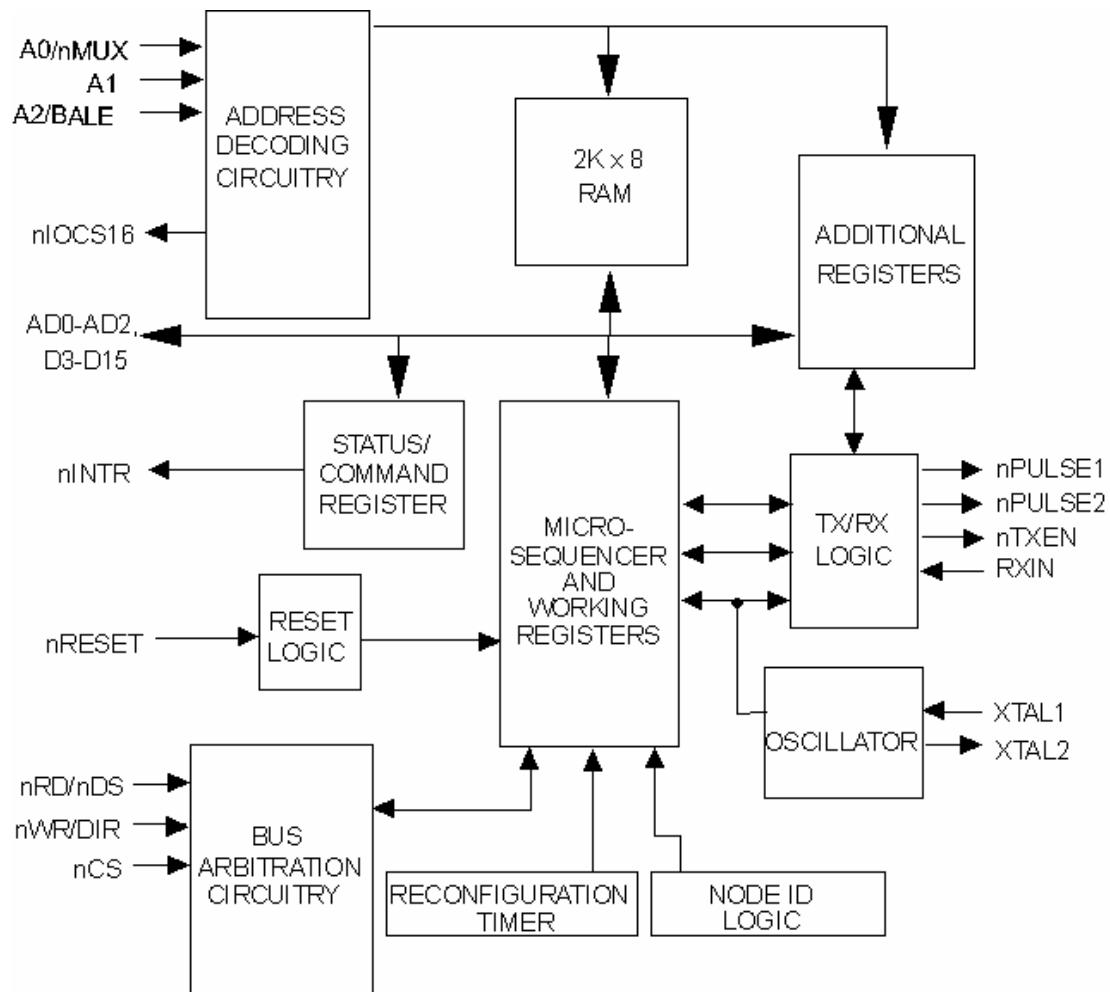 A0/nMUX
A1
A2/BALE
ADDRESS
DECODING
CIRCUITRY
nIOCS16
2K x 8
RAM
ADDITIONAL
REGISTERS
AD0-AD2,
D3-D15
STATUS/
COMMAND
REGISTER
nINTR
MICRO-
SEQUENCER
AND
WORKING
REGISTERS
TX/RX
LOGIC
nPULSE1
nPULSE2
nTXEN
RXIN
nRESET
RESET
LOGIC
OSCILLATOR
XTAL1
XTAL2
nRD/nDS
nWR/DIR
nCS
BUS
ARBITRATION
CIRCUITRY
RECONFIGURATION
TIMER
NODE ID
LOGIC